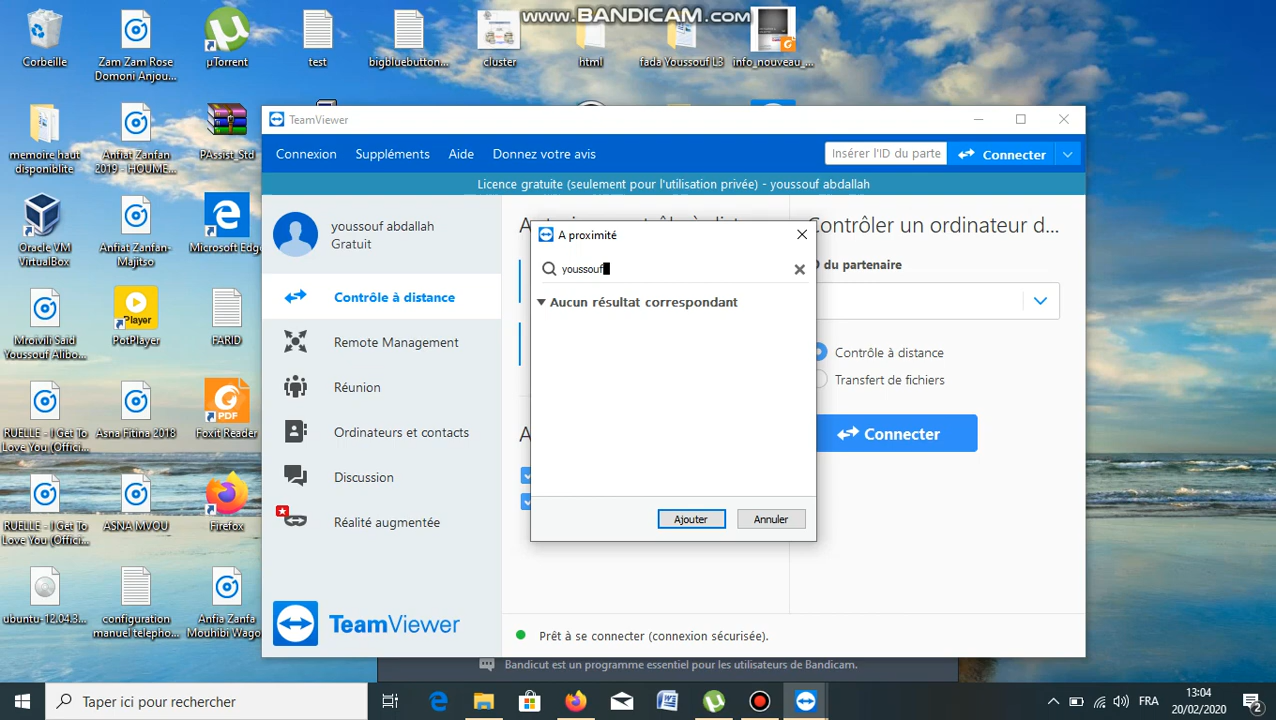 www.BANDICAM.com
Corbeille
Zam Zam Rose
Domoni Anjou...
µTorrent
test
bigbluebutton...
cluster
html
fada Youssouf L3
info_nouveau_...
memoire haut
disponiblite
Anfiat Zanfan
2019 - HOUME...
PAssist_Std
Oracle VM
VirtualBox
Anfiat Zanfan-
Majitso
Microsoft Edg
Mroivili Said
Youssouf Alibo...
PotPlayer
FARID
RUELLE - I Get To
Love You (Offici...
Asna Fitina 2018
Foxit Reader
RUELLE - I Get To
Love You (Offici...
ASNA MVOU
Firefox
ubuntu-12.04.3...
configuration
manuel telepho...
Anfia Zanfa
Mouhibi Wago
TeamViewer
Connexion Suppléments Aide Donnez votre avis
Insérer l'ID du parte
Connecter
Licence gratuite (seulement pour l'utilisation privée) - youssouf abdallah
youssouf abdallah
Gratuit
Contrôle à distance
Remote Management
Réunion
Ordinateurs et contacts
Discussion
Réalité augmentée
TeamViewer
A proximité
youssouf
Aucun résultat correspondant
Ajouter
Annuler
Contrôler un ordinateur d...
D du partenaire
Contrôle à distance
Transfert de fichiers
Connecter
Prêt à se connecter (connexion sécurisée).
Bandicut est un programme essentiel pour les utilisateurs de Bandicam.
Taper ici pour rechercher
FRA
13:04
20/02/2020
2